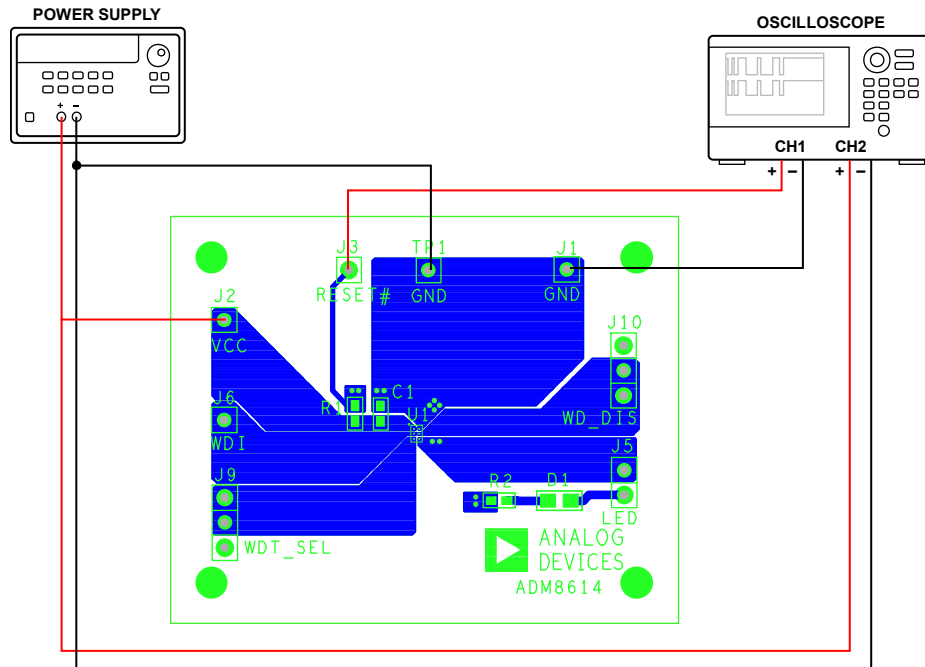 POWER SUPPLY
OSCILLOSCOPE
+ −
CH1 CH2
+ − + −
J3 TP1 J1
RESET# GND GND
J2
VCC
J10
J6
R1 C1
U1
WD_DIS
WDI
J5
J9
R2 D1
LED
WDT_SEL
ANALOG
DEVICES
ADM8614